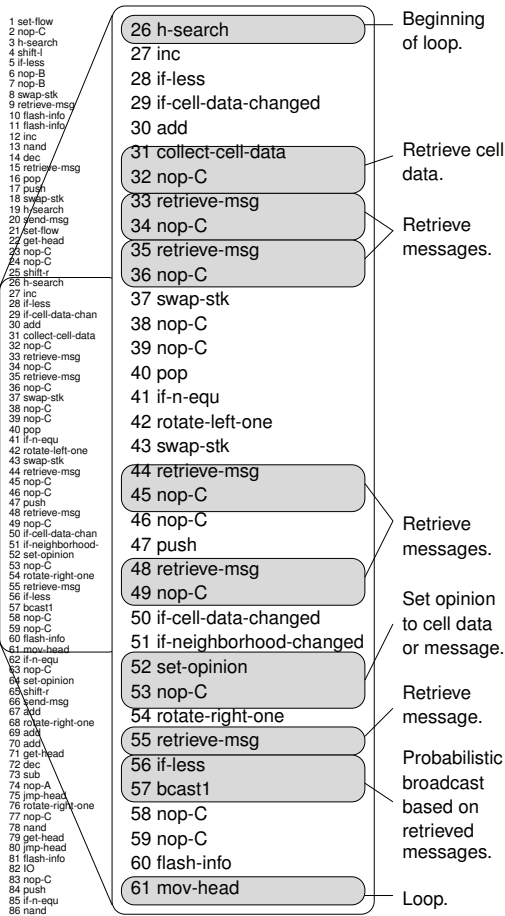 1 set-flow
2 nop-C
3 h-search
4 shift-l
5 if-less
6 nop-B
7 nop-B
8 swap-stk
9 retrieve-msg
10 flash-info
11 flash-info
12 inc
13 nand
14 dec
15 retrieve-msg
16 pop
17 push
18 swap-stk
19 h-search
20 send-msg
21 set-flow
22 get-head
23 nop-C
24 nop-C
25 shift-r
26 h-search
27 inc
28 if-less
29 if-cell-data-chan
30 add
31 collect-cell-data
32 nop-C
33 retrieve-msg
34 nop-C
35 retrieve-msg
36 nop-C
37 swap-stk
38 nop-C
39 nop-C
40 pop
41 if-n-equ
42 rotate-left-one
43 swap-stk
44 retrieve-msg
45 nop-C
46 nop-C
47 push
48 retrieve-msg
49 nop-C
50 if-cell-data-chan
51 if-neighborhood-
52 set-opinion
53 nop-C
54 rotate-right-one
55 retrieve-msg
56 if-less
57 bcast1
58 nop-C
59 nop-C
60 flash-info
61 mov-head
62 if-n-equ
63 nop-C
64 set-opinion
65 shift-r
66 send-msg
67 add
68 rotate-right-one
69 add
70 add
71 get-head
72 dec
73 sub
74 nop-A
75 jmp-head
76 rotate-right-one
77 nop-C
78 nand
79 get-head
80 jmp-head
81 flash-info
82 IO
83 nop-C
84 push
85 if-n-equ
86 nand
26 h-search
27 inc
28 if-less
29 if-cell-data-changed
30 add
31 collect-cell-data
32 nop-C
33 retrieve-msg
34 nop-C
35 retrieve-msg
36 nop-C
37 swap-stk
38 nop-C
39 nop-C
40 pop
41 if-n-equ
42 rotate-left-one
43 swap-stk
44 retrieve-msg
45 nop-C
46 nop-C
47 push
48 retrieve-msg
49 nop-C
50 if-cell-data-changed
51 if-neighborhood-changed
52 set-opinion
53 nop-C
54 rotate-right-one
55 retrieve-msg
56 if-less
57 bcast1
58 nop-C
59 nop-C
60 flash-info
61 mov-head
Beginning
of loop.
Retrieve cell
data.
Retrieve
messages.
Retrieve
messages.
Set opinion
to cell data
or message.
Retrieve
message.
Probabilistic
broadcast
based on
retrieved
messages.
Loop.